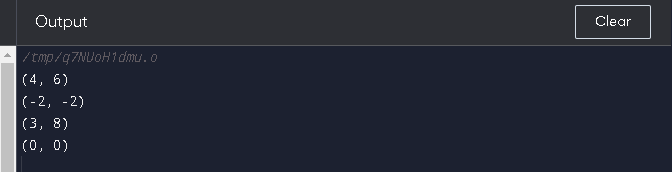 Output
Clear
/tmp/q7NUoH1dmu.o
(4, 6)
(-2, -2)
(3, 8)
(0, 0)